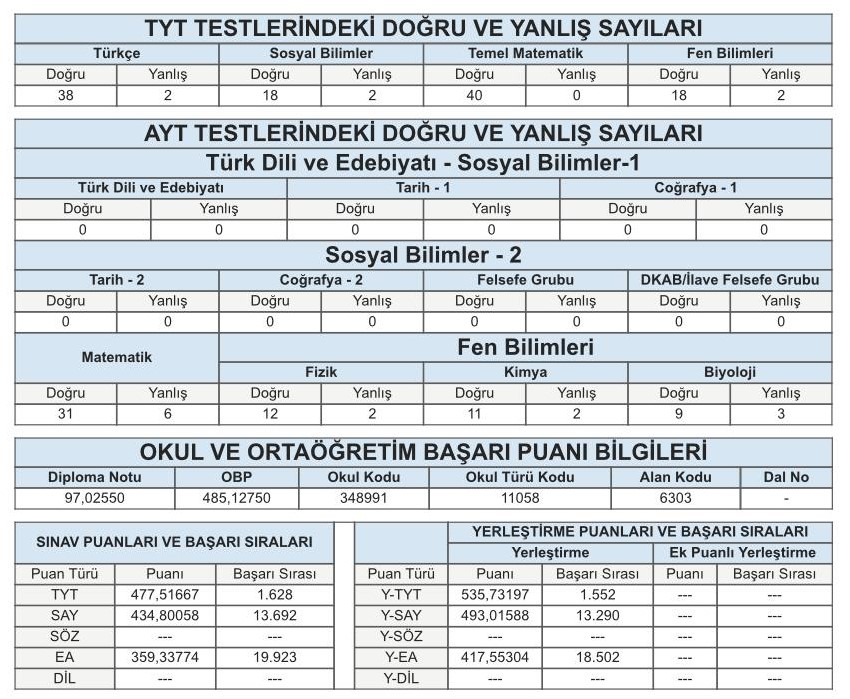 TYT TESTLERİNDEKİ DOĞRU VE YANLIŞ SAYILARI
Türkçe Sosyal Bilimler Temel Matematik Fen Bilimleri
Doğru Yanlış Doğru Yanlış Doğru Yanlış Doğru Yanlış
38 2 18 2 40 0 18 2
AYT TESTLERİNDEKİ DOĞRU VE YANLIŞ SAYILARI
Türk Dili ve Edebiyatı - Sosyal Bilimler-1
Türk Dili ve Edebiyatı Tarih - 1 Coğrafya - 1
Doğru Yanlış Doğru Yanlış Doğru Yanlış
0 0 0 0 0 0
Sosyal Bilimler - 2
Tarih - 2 Coğrafya - 2 Felsefe Grubu DKAB/İlave Felsefe Grubu
Doğru Yanlış Doğru Yanlış Doğru Yanlış Doğru Yanlış
0 0 0 0 0 0 0 0
Matematik Fen Bilimleri
Fizik Kimya Biyoloji
Doğru Yanlış Doğru Yanlış Doğru Yanlış Doğru Yanlış
31 6 12 2 11 2 9 3
OKUL VE ORTAÖĞRETİM BAŞARI PUANI BİLGİLERİ
Diploma Notu OBP Okul Kodu Okul Türü Kodu Alan Kodu Dal No
97,02550 485,12750 348991 11058 6303 -
SINAV PUANLARI VE BAŞARI SIRALARI
Puan Türü Puanı Başarı Sırası
TYT 477,51667 1.628
SAY 434,80058 13.692
SÖZ --- ---
EA 359,33774 19.923
DİL --- ---
YERLEŞTİRME PUANLARI VE BAŞARI SIRALARI
Yerleştirme Ek Puanlı Yerleştirme
Puan Türü Puanı Başarı Sırası Puanı Başarı Sırası
Y-TYT 535,73197 1.552 --- ---
Y-SAY 493,01588 13.290 --- ---
Y-SÖZ --- --- --- ---
Y-EA 417,55304 18.502 --- ---
Y-DİL --- --- --- ---